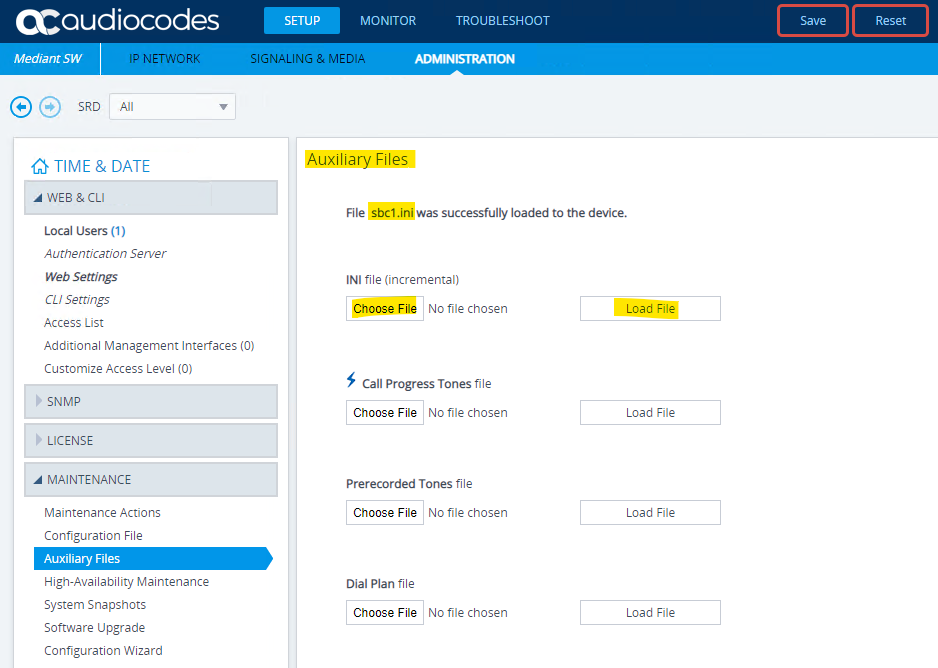 audiocodes SETUP MONITOR TROUBLESHOOT Save Reset
Mediant SW IP NETWORK SIGNALING & MEDIA ADMINISTRATION
SRD All
TIME & DATE
WEB & CLI
Local Users (1)
Authentication Server
Web Settings
CLI Settings
Access List
Additional Management Interfaces (0)
Customize Access Level (0)
SNMP
LICENSE
MAINTENANCE
Maintenance Actions
Configuration File
Auxiliary Files
High-Availability Maintenance
System Snapshots
Software Upgrade
Configuration Wizard
Auxiliary Files
File sbc1.ini was successfully loaded to the device.
INI file (incremental)
Choose File No file chosen Load File
Call Progress Tones file
Choose File No file chosen Load File
Prerecorded Tones file
Choose File No file chosen Load File
Dial Plan file
Choose File No file chosen Load File